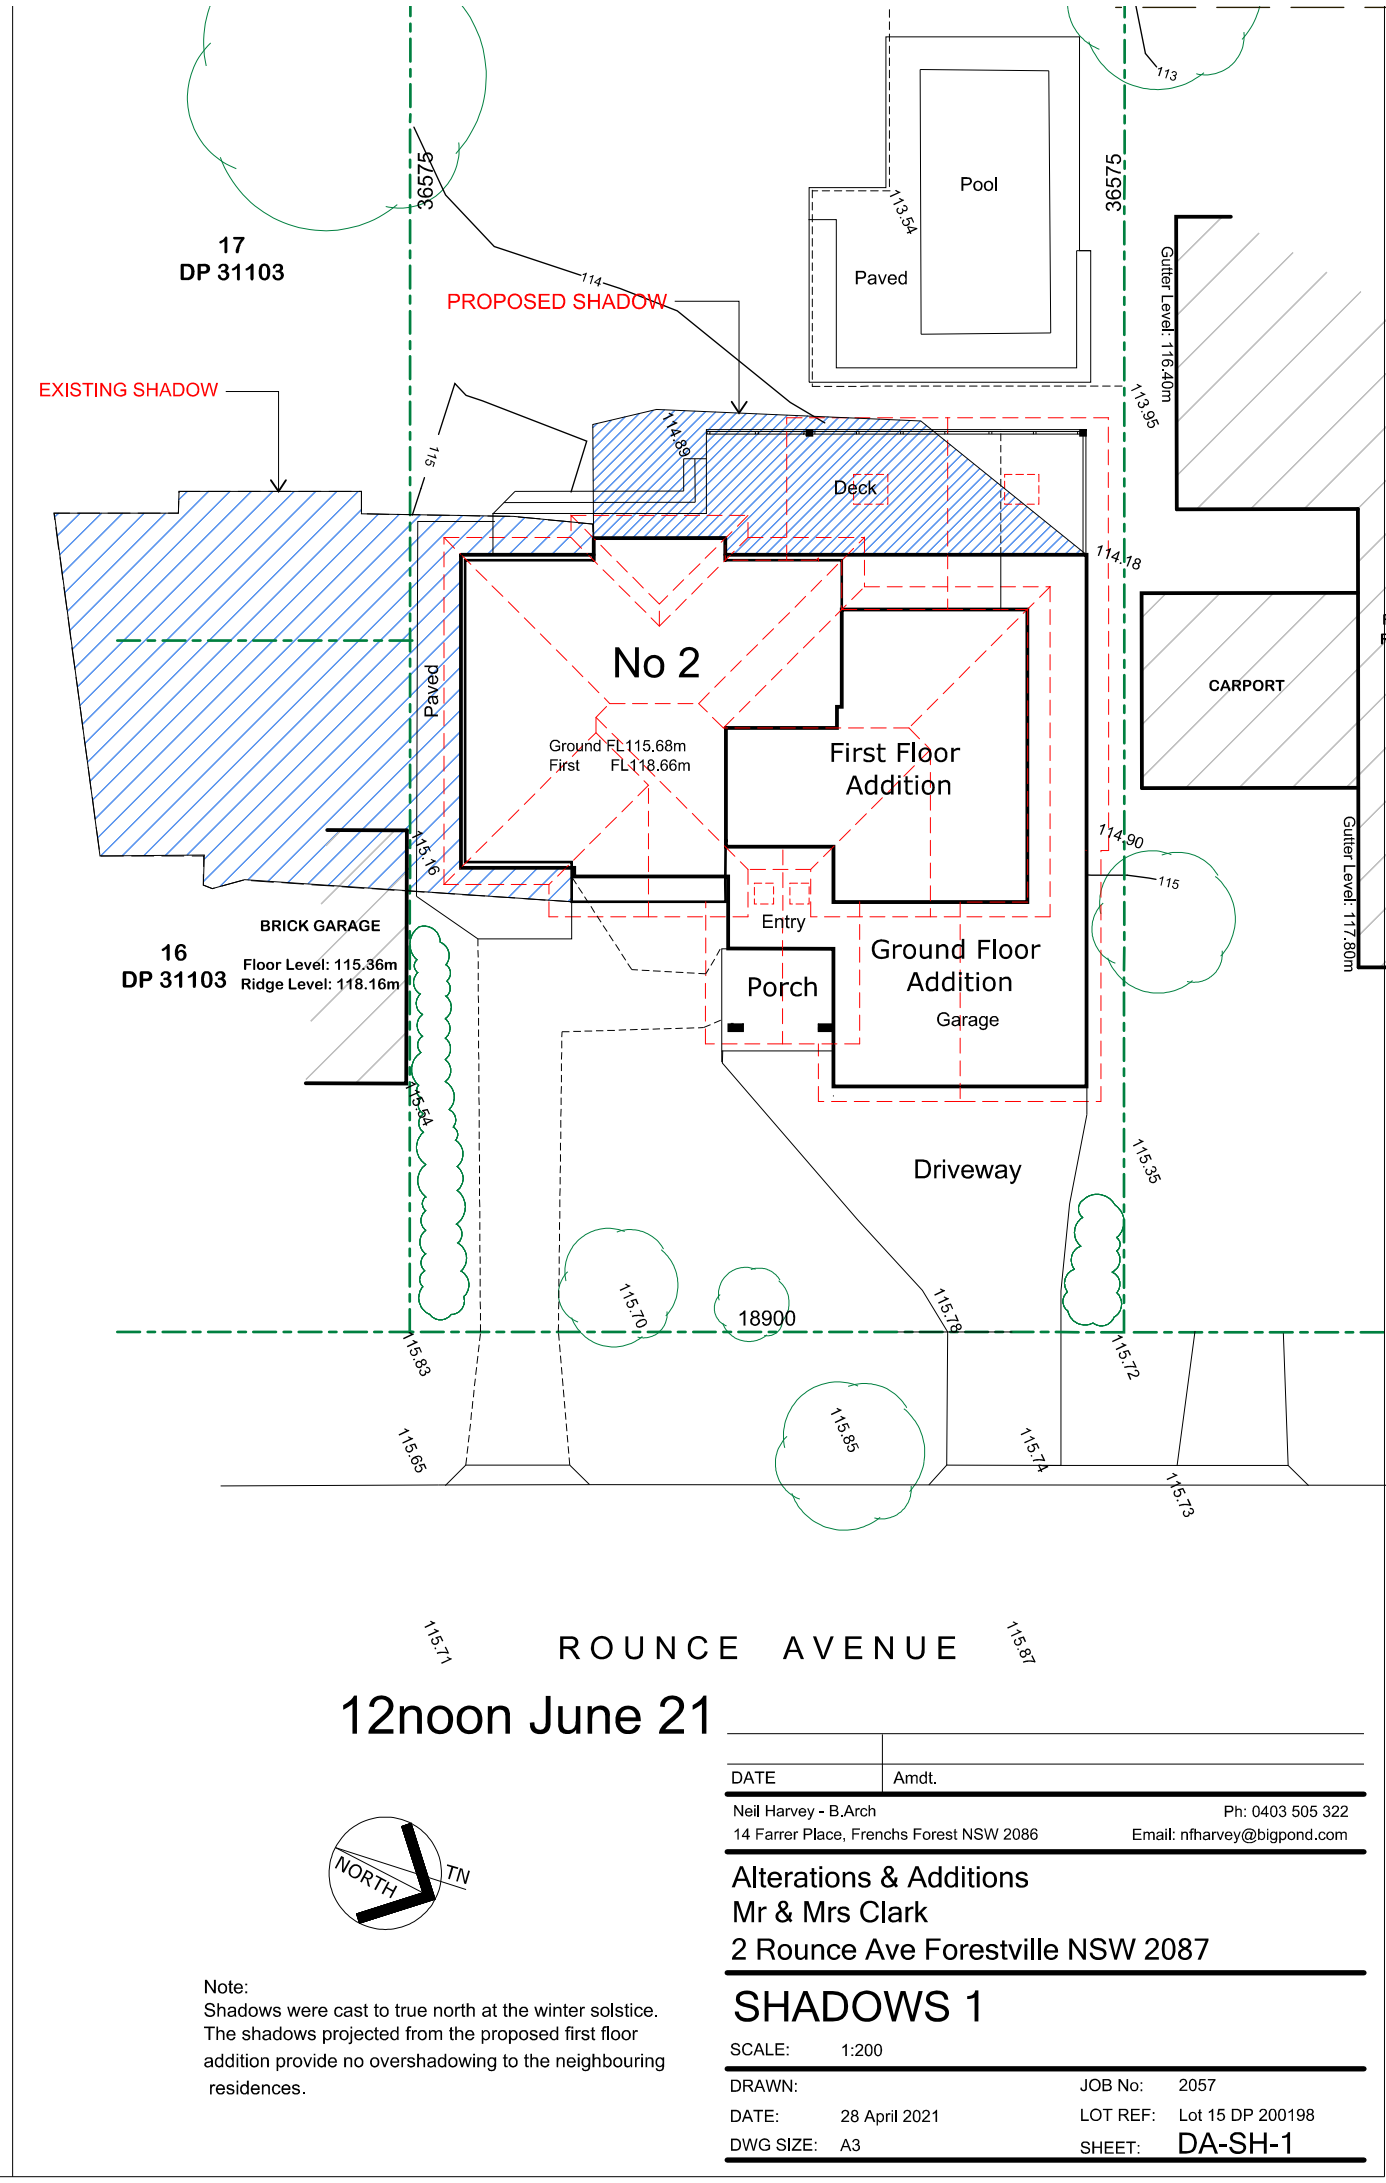 113
36575
36575
Pool
113.54
17
DP 31103
114
Paved
PROPOSED SHADOW
Gutter Level: 116.40m
EXISTING SHADOW
113.95
114.89
115
Deck
114.18
No 2
CARPORT
Paved
Ground FL115.68m
First FL118.66m
First Floor
Addition
114.90
115.16
115
Gutter Level: 117.80m
BRICK GARAGE
Entry
16
DP 31103
Floor Level: 115.36m
Ridge Level: 118.16m
Ground Floor
Addition
Porch
Garage
115.54
Driveway
115.35
115.70
115.78
18900
115.83
115.72
115.85
115.65
115.74
115.73
115.71
ROUNCE AVENUE
115.87
12noon June 21
DATE Amdt.
Neil Harvey - B.Arch Ph: 0403 505 322
14 Farrer Place, Frenchs Forest NSW 2086 Email: nfharvey@bigpond.com
NORTH
TN
Alterations & Additions
Mr & Mrs Clark
2 Rounce Ave Forestville NSW 2087
Note:
Shadows were cast to true north at the winter solstice.
The shadows projected from the proposed first floor
addition provide no overshadowing to the neighbouring
residences.
SHADOWS 1
SCALE: 1:200
DRAWN: JOB No: 2057
DATE: 28 April 2021 LOT REF: Lot 15 DP 200198
DWG SIZE: A3 SHEET: DA-SH-1